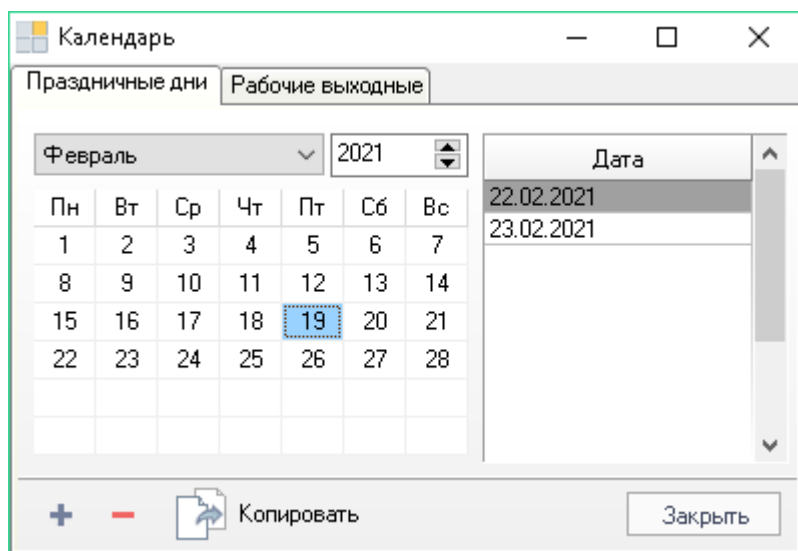 Календарь
Праздничные дни Рабочие выходные
Февраль 2021
Пн Вт Ср Чт Пт Сб Вс
1 2 3 4 5 6 7
8 9 10 11 12 13 14
15 16 17 18 19 20 21
22 23 24 25 26 27 28
Дата
22.02.2021
23.02.2021
Копировать Закрыть